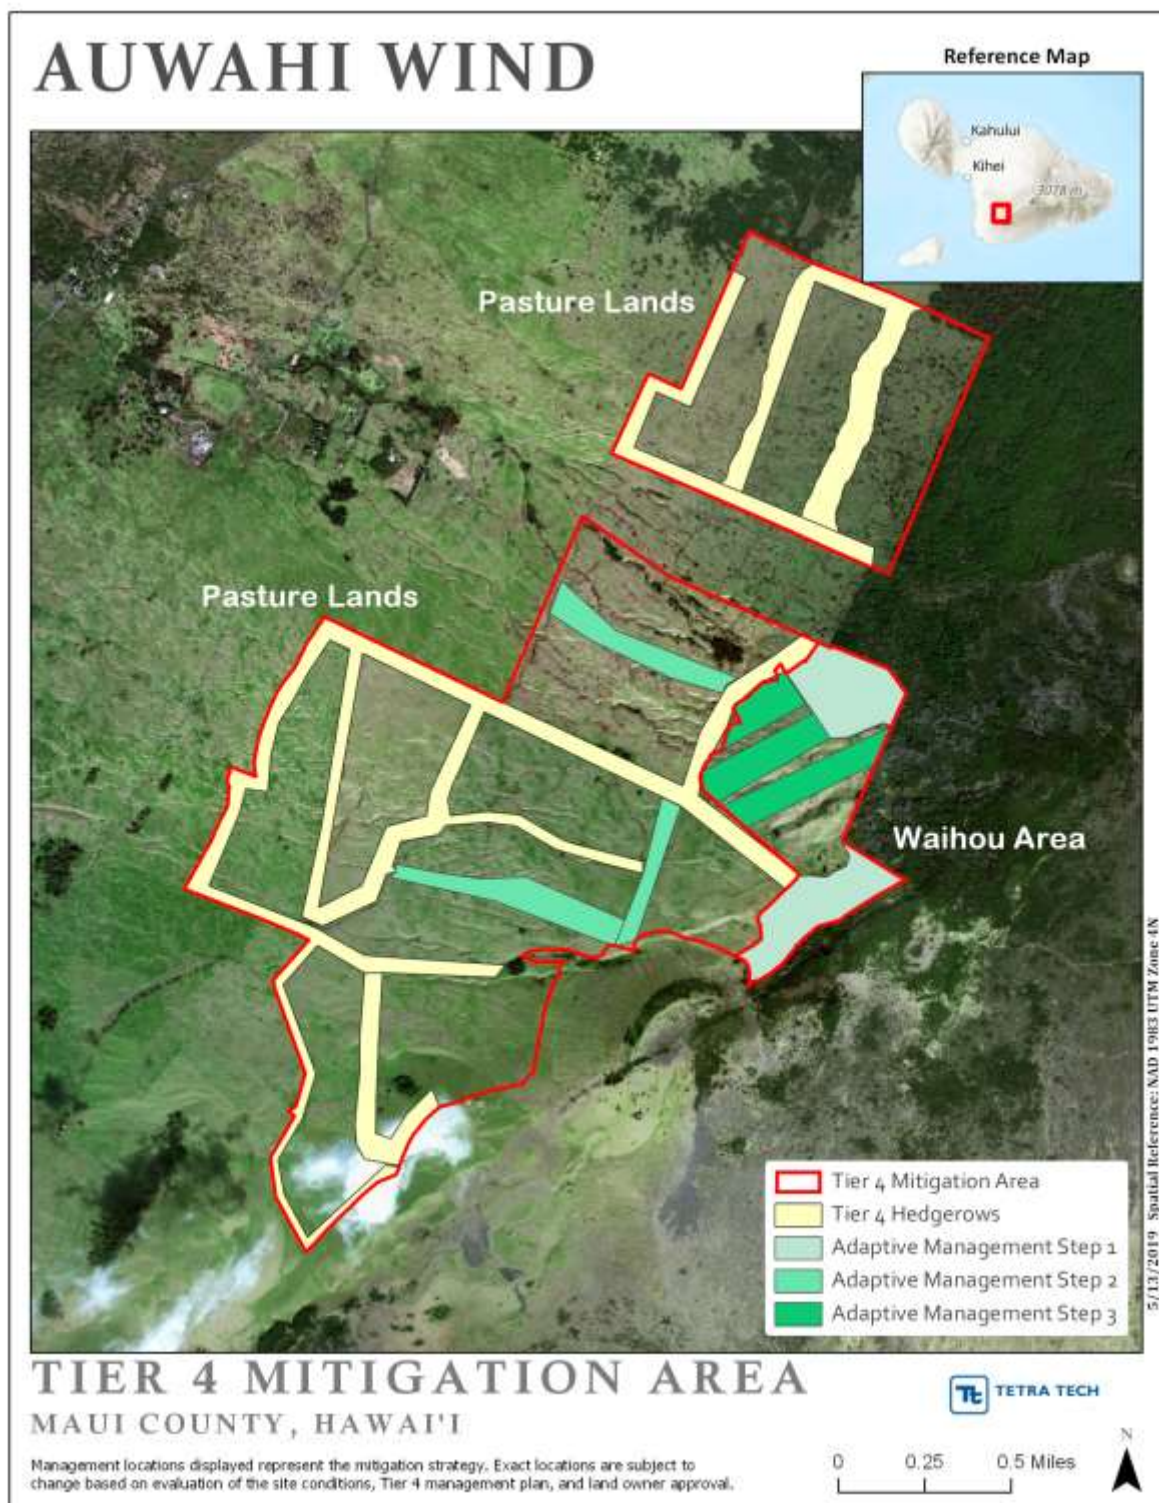 AUWAHI WIND
Reference Map
Kahului
Kihei
3078 m
Pasture Lands
Pasture Lands
Waihou Area
Tier 4 Mitigation Area
Tier 4 Hedgerows
Adaptive Management Step 1
Adaptive Management Step 2
Adaptive Management Step 3
5/13/2019 Spatial Reference: NAD 1983 UTM Zone 4N
TIER 4 MITIGATION AREA
MAUI COUNTY, HAWAI'I
Tt TETRA TECH
Management locations displayed represent the mitigation strategy. Exact locations are subject to
change based on evaluation of the site conditions, Tier 4 management plan, and land owner approval.
0 0.25 0.5 Miles
N